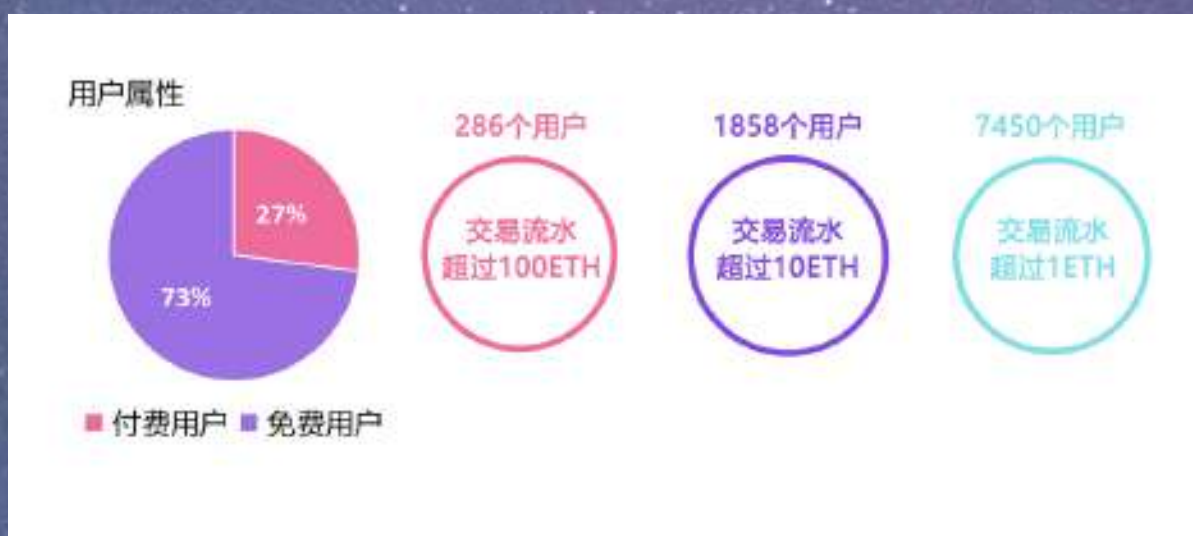 用户属性
27%
73%
付费用户 免费用户
286个用户
交易流水
超过100ETH
1858个用户
交易流水
超过10ETH
7450个用户
交易流水
超过1ETH